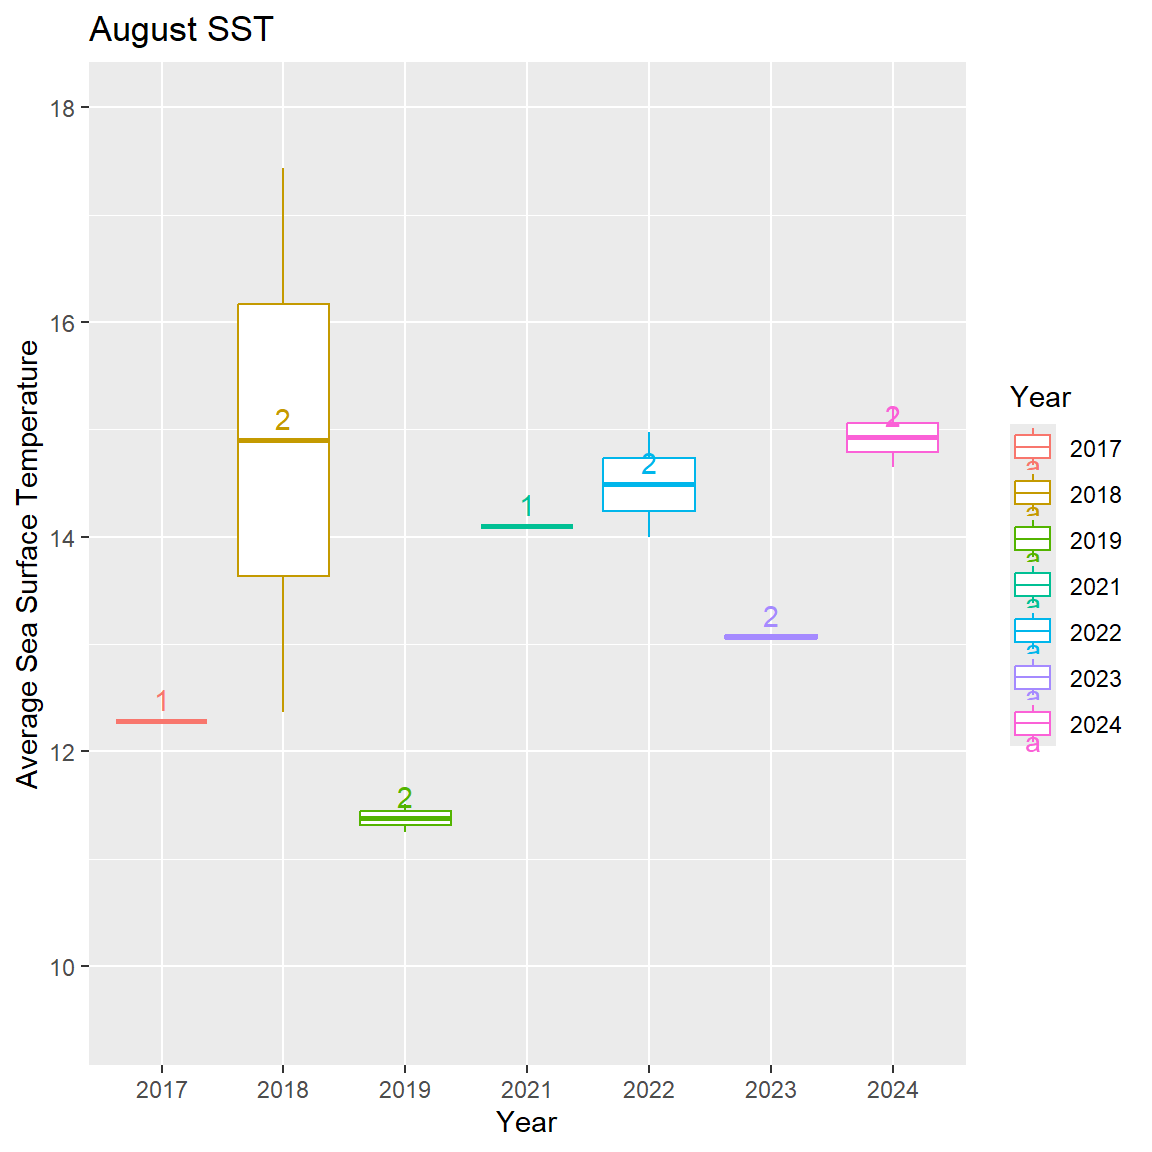 August SST
Average Sea Surface Temperature
18
16
14
12
10
1
2
2
1
2
2
2
2017
2018
2019
2021
2022
2023
2024
Year
Year
a 2017
a 2018
a 2019
a 2021
a 2022
a 2023
a 2024